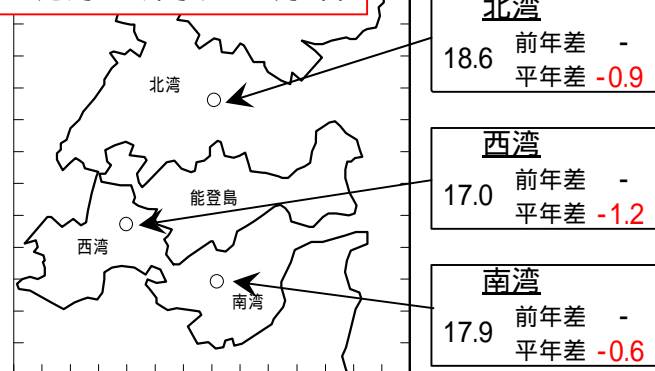 北湾
18.6 前年差 -
平年差 -0.9
北湾
西湾
17.0 前年差 -
平年差 -1.2
能登島
西湾
南湾
17.9 前年差 -
平年差 -0.6
南湾